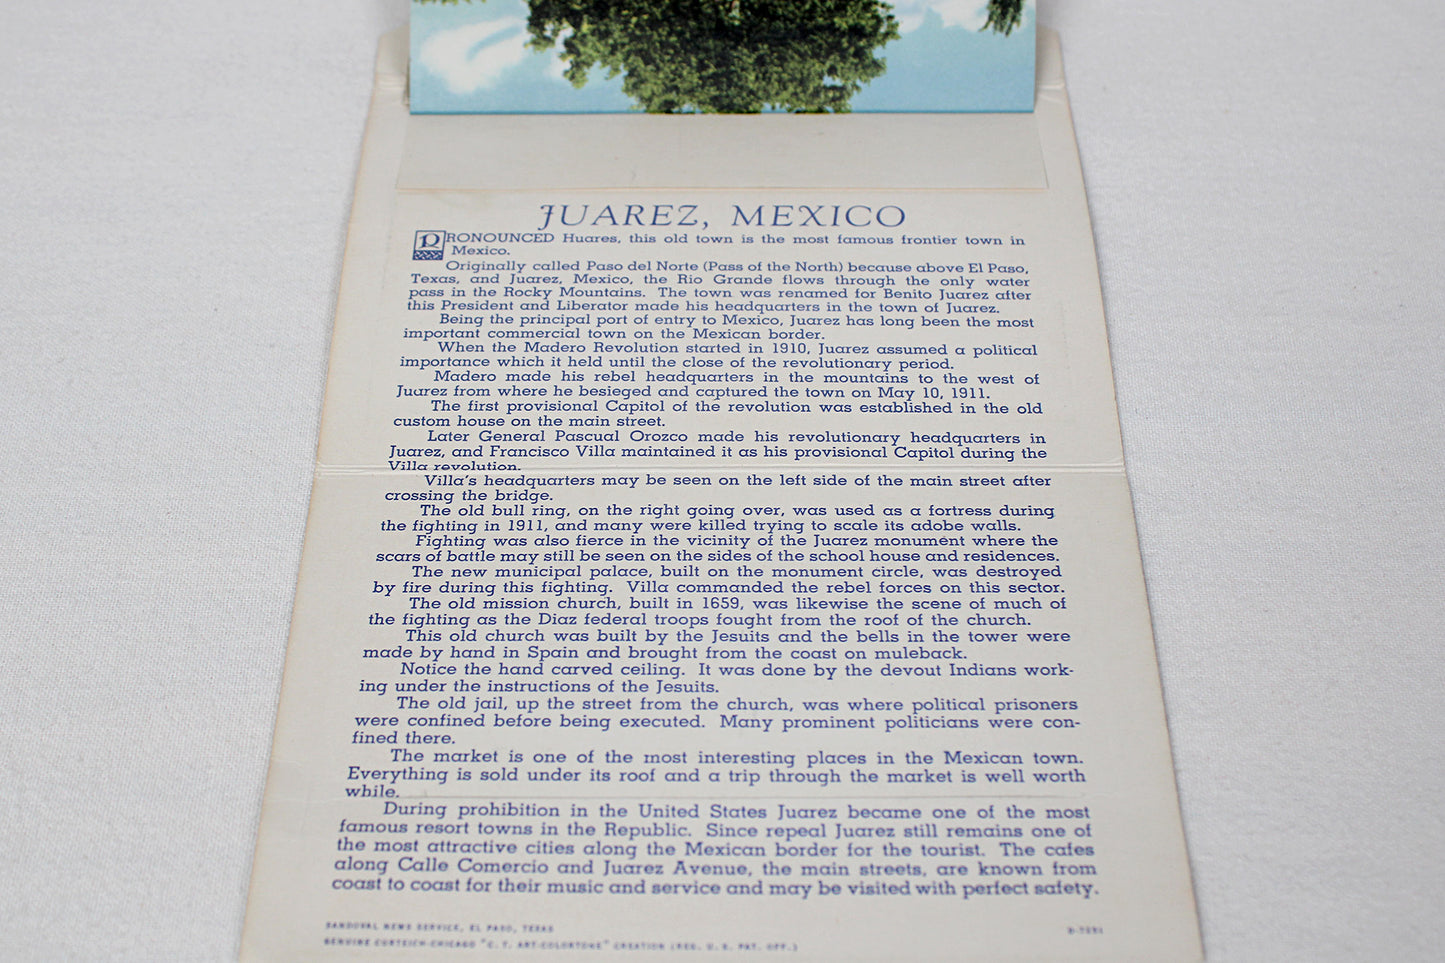 JUAREZ, MEXICO
PRONOUNCED Huares, this old town is the most famous frontier town in
Mexico.
Originally called Paso del Norte (Pass of the North) because above El Paso,
Texas, and Juarez, Mexico, the Rio Grande flows through the only water
pass in the Rocky Mountains. The town was renamed for Benito Juarez after
this President and Liberator made his headquarters in the town of Juarez.
Being the principal port of entry to Mexico, Juarez has long been the most
important commercial town on the Mexican border.
When the Madero Revolution started in 1910, Juarez assumed a political
importance which it held until the close of the revolutionary period.
Madero made his rebel headquarters in the mountains to the west of
Juarez from where he besieged and captured the town on May 10, 1911.
The first provisional Capitol of the revolution was established in the old
custom house on the main street.
Later General Pascual Orozco made his revolutionary headquarters in
Juarez, and Francisco Villa maintained it as his provisional Capitol during the
Villa revolution.
Villa's headquarters may be seen on the left side of the main street after
crossing the bridge.
The old bull ring, on the right going over, was used as a fortress during
the fighting in 1911, and many were killed trying to scale its adobe walls.
Fighting was also fierce in the vicinity of the Juarez monument where the
scars of battle may still be seen on the sides of the school house and residences.
The new municipal palace, built on the monument circle, was destroyed
by fire during this fighting. Villa commanded the rebel forces on this sector.
The old mission church, built in 1659, was likewise the scene of much of
the fighting as the Diaz federal troops fought from the roof of the church.
This old church was built by the Jesuits and the bells in the tower were
made by hand in Spain and brought from the coast on muleback.
Notice the hand carved ceiling. It was done by the devout Indians work-
ing under the instructions of the Jesuits.
The old jail, up the street from the church, was where political prisoners
were confined before being executed. Many prominent politicians were con-
fined there.
The market is one of the most interesting places in the Mexican town.
Everything is sold under its roof and a trip through the market is well worth
while.
During prohibition in the United States Juarez became one of the most
famous resort towns in the Republic. Since repeal Juarez still remains one of
the most attractive cities along the Mexican border for the tourist. The cafes
along Calle Comercio and Juarez Avenue, the main streets, are known from
coast to coast for their music and service and may be visited with perfect safety.
SANDOVAL NEWS SERVICE, EL PASO, TEXAS
GENUINE CURTEICH-CHICAGO "C. T. ART-COLORTONE" CREATION (REG. U. S. PAT. OFF.)